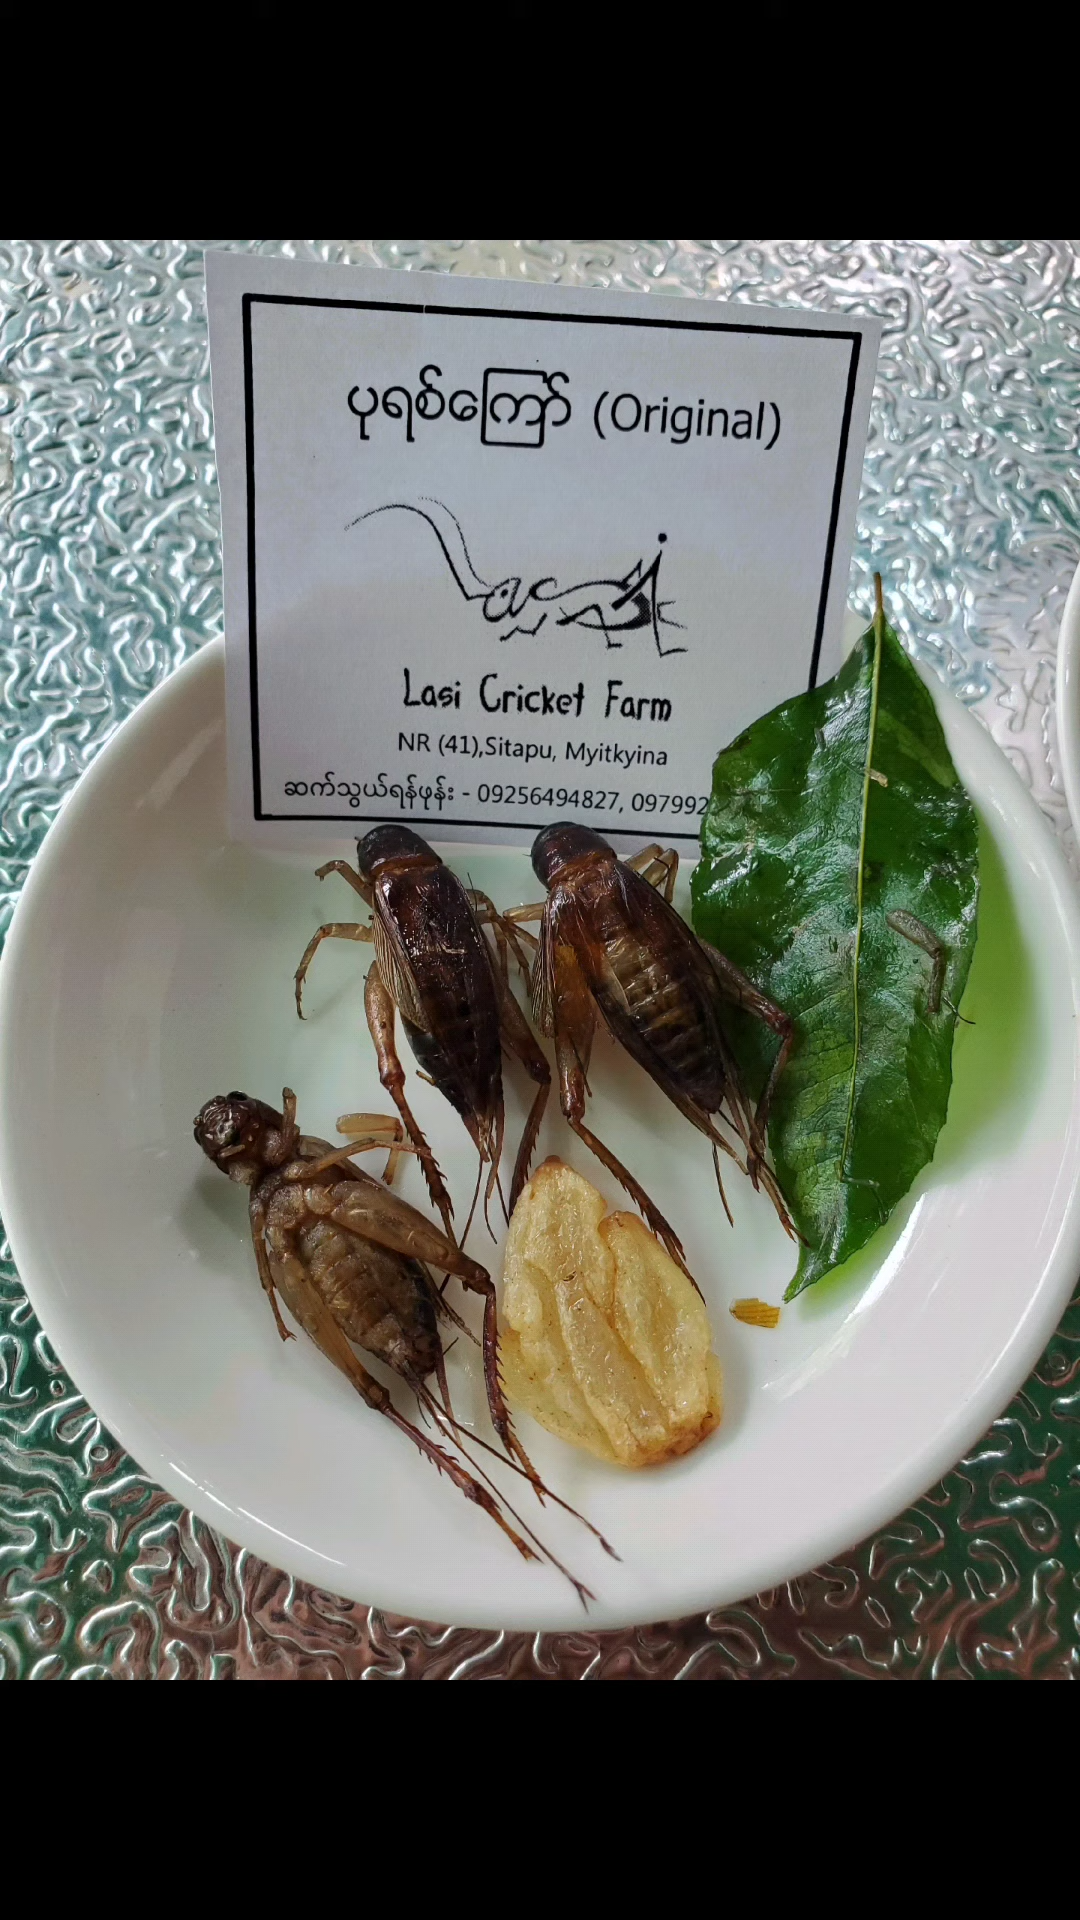 ပုရစ်ကြော် (Original)
Lasi Cricket Farm
NR (41),Sitapu, Myitkyina
ဆက်သွယ်ရန်ဖုန်း - 09256494827, 097992